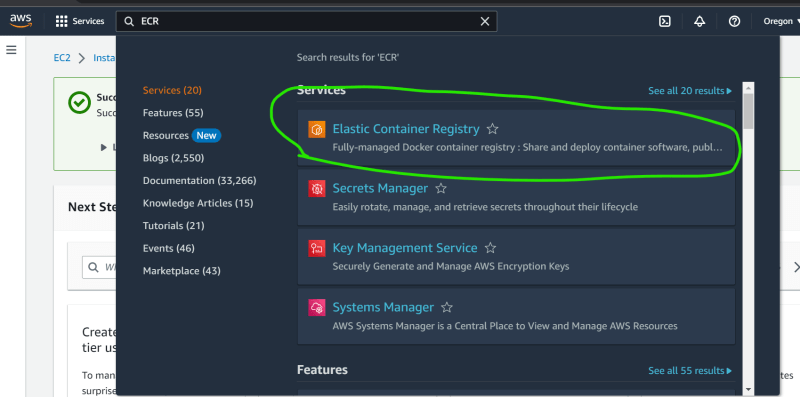 aws
Services
ECR
Oregon
EC2
Search results for 'ECR'
Services (20)
Features (55)
Resources New
Blogs (2,550)
Documentation (33,266)
Knowledge Articles (15)
Tutorials (21)
Events (46)
Marketplace (43)
Services
See all 20 results
Elastic Container Registry
Fully-managed Docker container registry : Share and deploy container software, publ...
Secrets Manager
Easily rotate, manage, and retrieve secrets throughout their lifecycle
Key Management Service
Securely Generate and Manage AWS Encryption Keys
Systems Manager
AWS Systems Manager is a Central Place to View and Manage AWS Resources
Features
See all 55 results
Next Ste
Create
tier us
To man
surprise